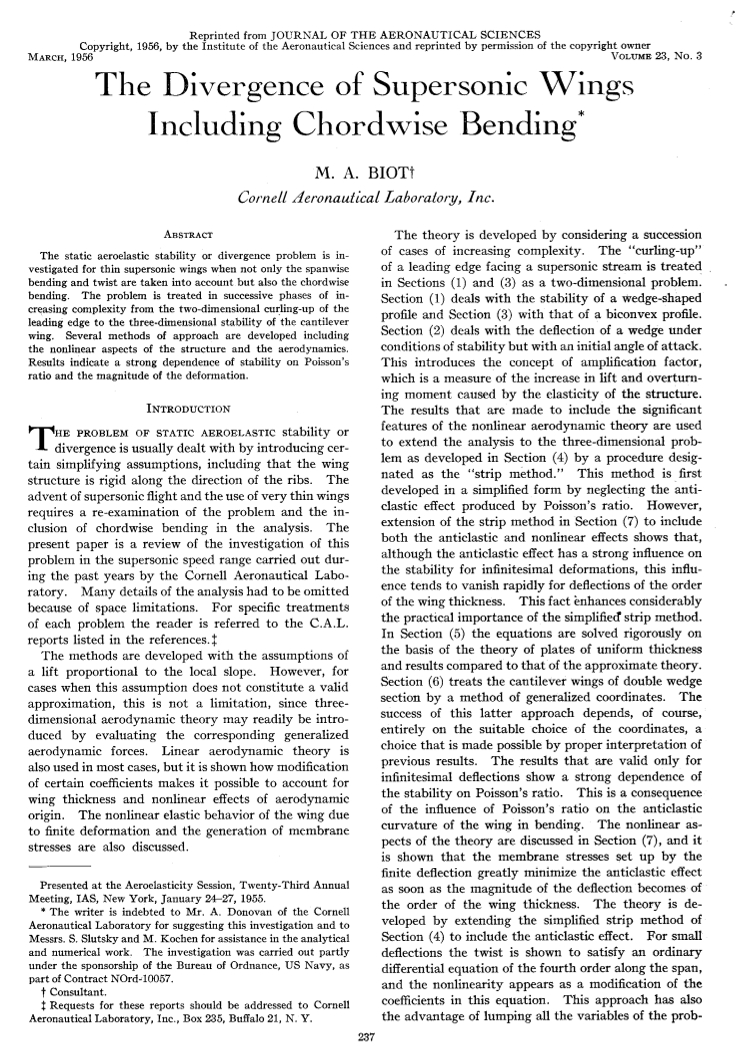 Reprinted from JOURNAL OF THE AERONAUTICAL SCIENCES
Copyright, 1956, by the Institute of the Aeronautical Sciences and reprinted by permission of the copyright owner
MARCH, 1956 VOLUME 23, No. 3
The Divergence of Supersonic Wings
Including Chordwise Bending*
M. A. BIOT†
Cornell Aeronautical Laboratory, Inc.
ABSTRACT
The static aeroelastic stability or divergence problem is in-
vestigated for thin supersonic wings when not only the spanwise
bending and twist are taken into account but also the chordwise
bending. The problem is treated in successive phases of in-
creasing complexity from the two-dimensional curling-up of the
leading edge to the three-dimensional stability of the cantilever
wing. Several methods of approach are developed including
the nonlinear aspects of the structure and the aerodynamics.
Results indicate a strong dependence of stability on Poisson's
ratio and the magnitude of the deformation.
INTRODUCTION
THE PROBLEM OF STATIC AEROELASTIC stability or
divergence is usually dealt with by introducing cer-
tain simplifying assumptions, including that the wing
structure is rigid along the direction of the ribs. The
advent of supersonic flight and the use of very thin wings
requires a re-examination of the problem and the in-
clusion of chordwise bending in the analysis. The
present paper is a review of the investigation of this
problem in the supersonic speed range carried out dur-
ing the past years by the Cornell Aeronautical Labo-
ratory. Many details of the analysis had to be omitted
because of space limitations. For specific treatments
of each problem the reader is referred to the C.A.L.
reports listed in the references.‡
The methods are developed with the assumptions of
a lift proportional to the local slope. However, for
cases when this assumption does not constitute a valid
approximation, this is not a limitation, since three-
dimensional aerodynamic theory may readily be intro-
duced by evaluating the corresponding generalized
aerodynamic forces. Linear aerodynamic theory is
also used in most cases, but it is shown how modification
of certain coefficients makes it possible to account for
wing thickness and nonlinear effects of aerodynamic
origin. The nonlinear elastic behavior of the wing due
to finite deformation and the generation of membrane
stresses are also discussed.
Presented at the Aeroelasticity Session, Twenty-Third Annual
Meeting, IAS, New York, January 24–27, 1955.
* The writer is indebted to Mr. A. Donovan of the Cornell
Aeronautical Laboratory for suggesting this investigation and to
Messrs. S. Slutsky and M. Kochen for assistance in the analytical
and numerical work. The investigation was carried out partly
under the sponsorship of the Bureau of Ordnance, US Navy, as
part of Contract NOrd-10057.
† Consultant.
‡ Requests for these reports should be addressed to Cornell
Aeronautical Laboratory, Inc., Box 235, Buffalo 21, N. Y.
The theory is developed by considering a succession
of cases of increasing complexity. The "curling-up"
of a leading edge facing a supersonic stream is treated
in Sections (1) and (3) as a two-dimensional problem.
Section (1) deals with the stability of a wedge-shaped
profile and Section (3) with that of a biconvex profile.
Section (2) deals with the deflection of a wedge under
conditions of stability but with an initial angle of attack.
This introduces the concept of amplification factor,
which is a measure of the increase in lift and overturn-
ing moment caused by the elasticity of the structure.
The results that are made to include the significant
features of the nonlinear aerodynamic theory are used
to extend the analysis to the three-dimensional prob-
lem as developed in Section (4) by a procedure desig-
nated as the "strip method." This method is first
developed in a simplified form by neglecting the anti-
clastic effect produced by Poisson's ratio. However,
extension of the strip method in Section (7) to include
both the anticlastic and nonlinear effects shows that,
although the anticlastic effect has a strong influence on
the stability for infinitesimal deformations, this influ-
ence tends to vanish rapidly for deflections of the order
of the wing thickness. This fact enhances considerably
the practical importance of the simplified strip method.
In Section (5) the equations are solved rigorously on
the basis of the theory of plates of uniform thickness
and results compared to that of the approximate theory.
Section (6) treats the cantilever wings of double wedge
section by a method of generalized coordinates. The
success of this latter approach depends, of course,
entirely on the suitable choice of the coordinates, a
choice that is made possible by proper interpretation of
previous results. The results that are valid only for
infinitesimal deflections show a strong dependence of
the stability on Poisson's ratio. This is a consequence
of the influence of Poisson's ratio on the anticlastic
curvature of the wing in bending. The nonlinear as-
pects of the theory are discussed in Section (7), and it
is shown that the membrane stresses set up by the
finite deflection greatly minimize the anticlastic effect
as soon as the magnitude of the deflection becomes of
the order of the wing thickness. The theory is de-
veloped by extending the simplified strip method of
Section (4) to include the anticlastic effect. For small
deflections the twist is shown to satisfy an ordinary
differential equation of the fourth order along the span,
and the nonlinearity appears as a modification of the
coefficients in this equation. This approach has also
the advantage of lumping all the variables of the prob-
237